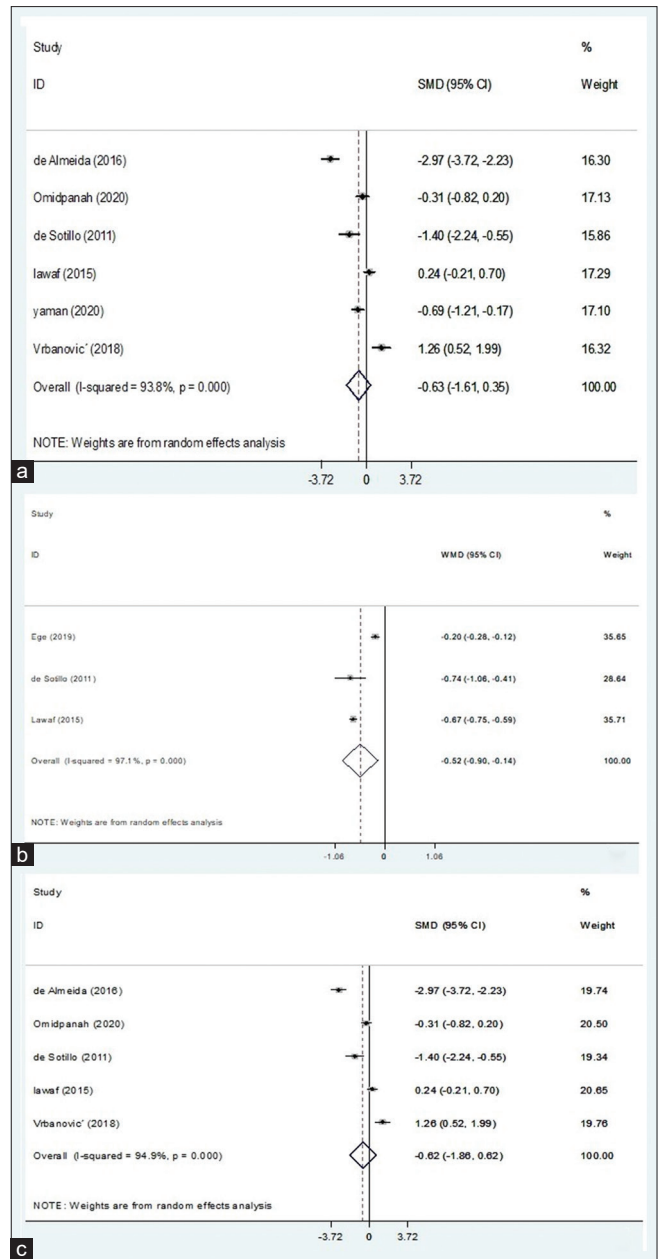 Study %
ID SMD (95% CI) Weight
de Almeida (2016) -2.97 (-3.72, -2.23) 16.30
Omidpanah (2020) -0.31 (-0.82, 0.20) 17.13
de Sotillo (2011) -1.40 (-2.24, -0.55) 15.86
lawaf (2015) 0.24 (-0.21, 0.70) 17.29
yaman (2020) -0.69 (-1.21, -0.17) 17.10
Vrbanovic´ (2018) 1.26 (0.52, 1.99) 16.32
Overall (I-squared = 93.8%, p = 0.000) -0.63 (-1.61, 0.35) 100.00
NOTE: Weights are from random effects analysis
a
-3.72 0 3.72
Study %
ID WMD (95% CI) Weight
Ege (2019) -0.20 (-0.28, -0.12) 35.65
de Sotillo (2011) -0.74 (-1.06, -0.41) 28.64
Lawaf (2015) -0.67 (-0.75, -0.59) 35.71
Overall (I-squared = 97.1%, p = 0.000) -0.52 (-0.90, -0.14) 100.00
NOTE: Weights are from random effects analysis
b
-1.06 0 1.06
Study %
ID SMD (95% CI) Weight
de Almeida (2016) -2.97 (-3.72, -2.23) 19.74
Omidpanah (2020) -0.31 (-0.82, 0.20) 20.50
de Sotillo (2011) -1.40 (-2.24, -0.55) 19.34
lawaf (2015) 0.24 (-0.21, 0.70) 20.65
Vrbanovic´ (2018) 1.26 (0.52, 1.99) 19.76
Overall (I-squared = 94.9%, p = 0.000) -0.62 (-1.86, 0.62) 100.00
NOTE: Weights are from random effects analysis
c
-3.72 0 3.72